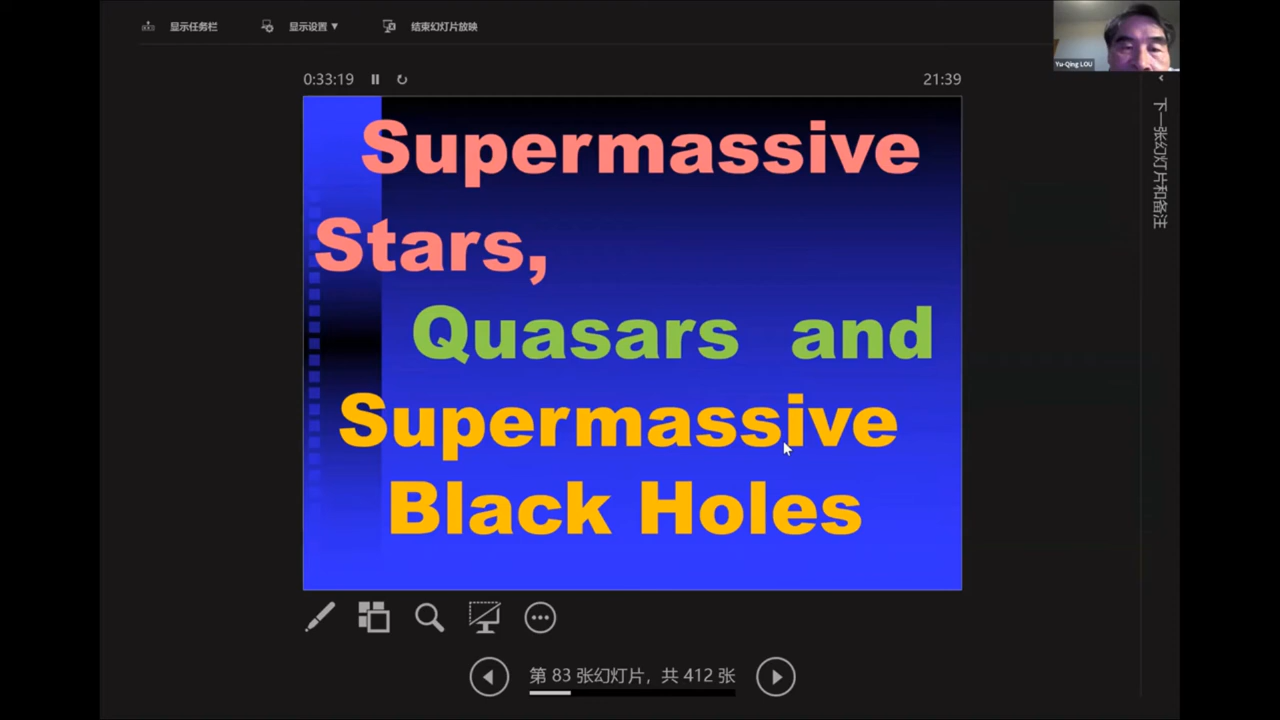 显示任务栏
显示设置 ▼
结束幻灯片放映
Yu-Qing LOU
0:33:19
21:39
下一张幻灯片和备注
Supermassive
Stars,
Quasars and
Supermassive
Black Holes
第 83 张幻灯片，共 412 张